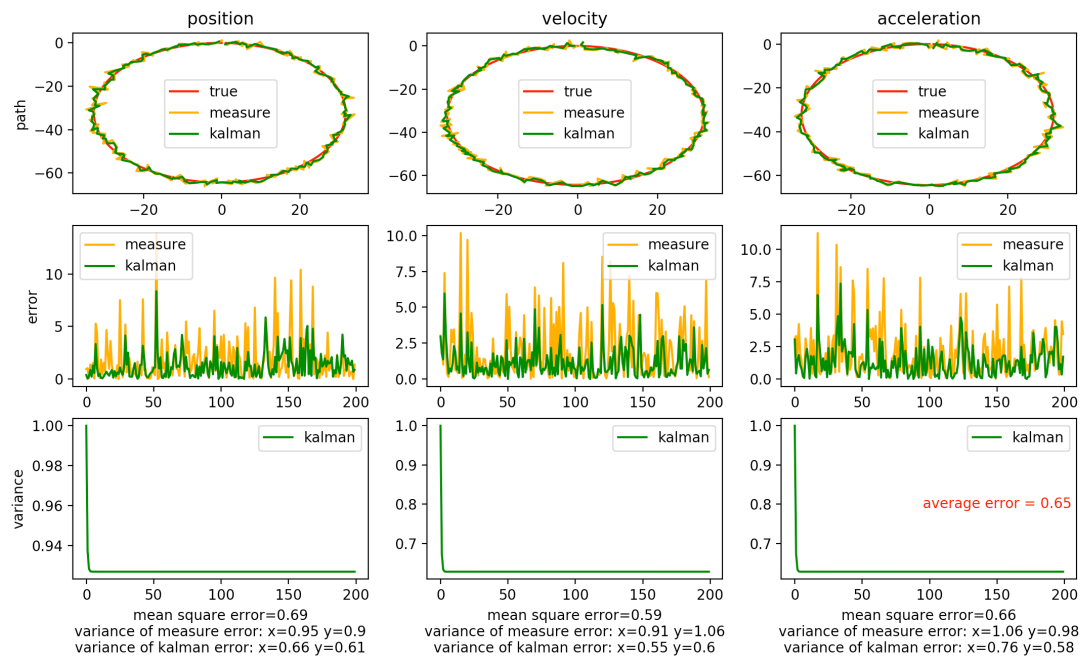 position velocity acceleration
path
0
−20
−40
−60
true
measure
kalman
−20 0 20
0
−20
−40
−60
true
measure
kalman
−20 0 20
0
−20
−40
−60
true
measure
kalman
−20 0 20
error
10
5
0
measure
kalman
0 50 100 150 200
10.0
7.5
5.0
2.5
0.0
measure
kalman
0 50 100 150 200
10.0
7.5
5.0
2.5
0.0
measure
kalman
0 50 100 150 200
variance
1.00
0.98
0.96
0.94
kalman
0 50 100 150 200
mean square error=0.69
variance of measure error: x=0.95 y=0.9
variance of kalman error: x=0.66 y=0.61
1.0
0.9
0.8
0.7
kalman
0 50 100 150 200
mean square error=0.59
variance of measure error: x=0.91 y=1.06
variance of kalman error: x=0.55 y=0.6
1.0
0.9
0.8
0.7
kalman
average error = 0.65
0 50 100 150 200
mean square error=0.66
variance of measure error: x=1.06 y=0.98
variance of kalman error: x=0.76 y=0.58